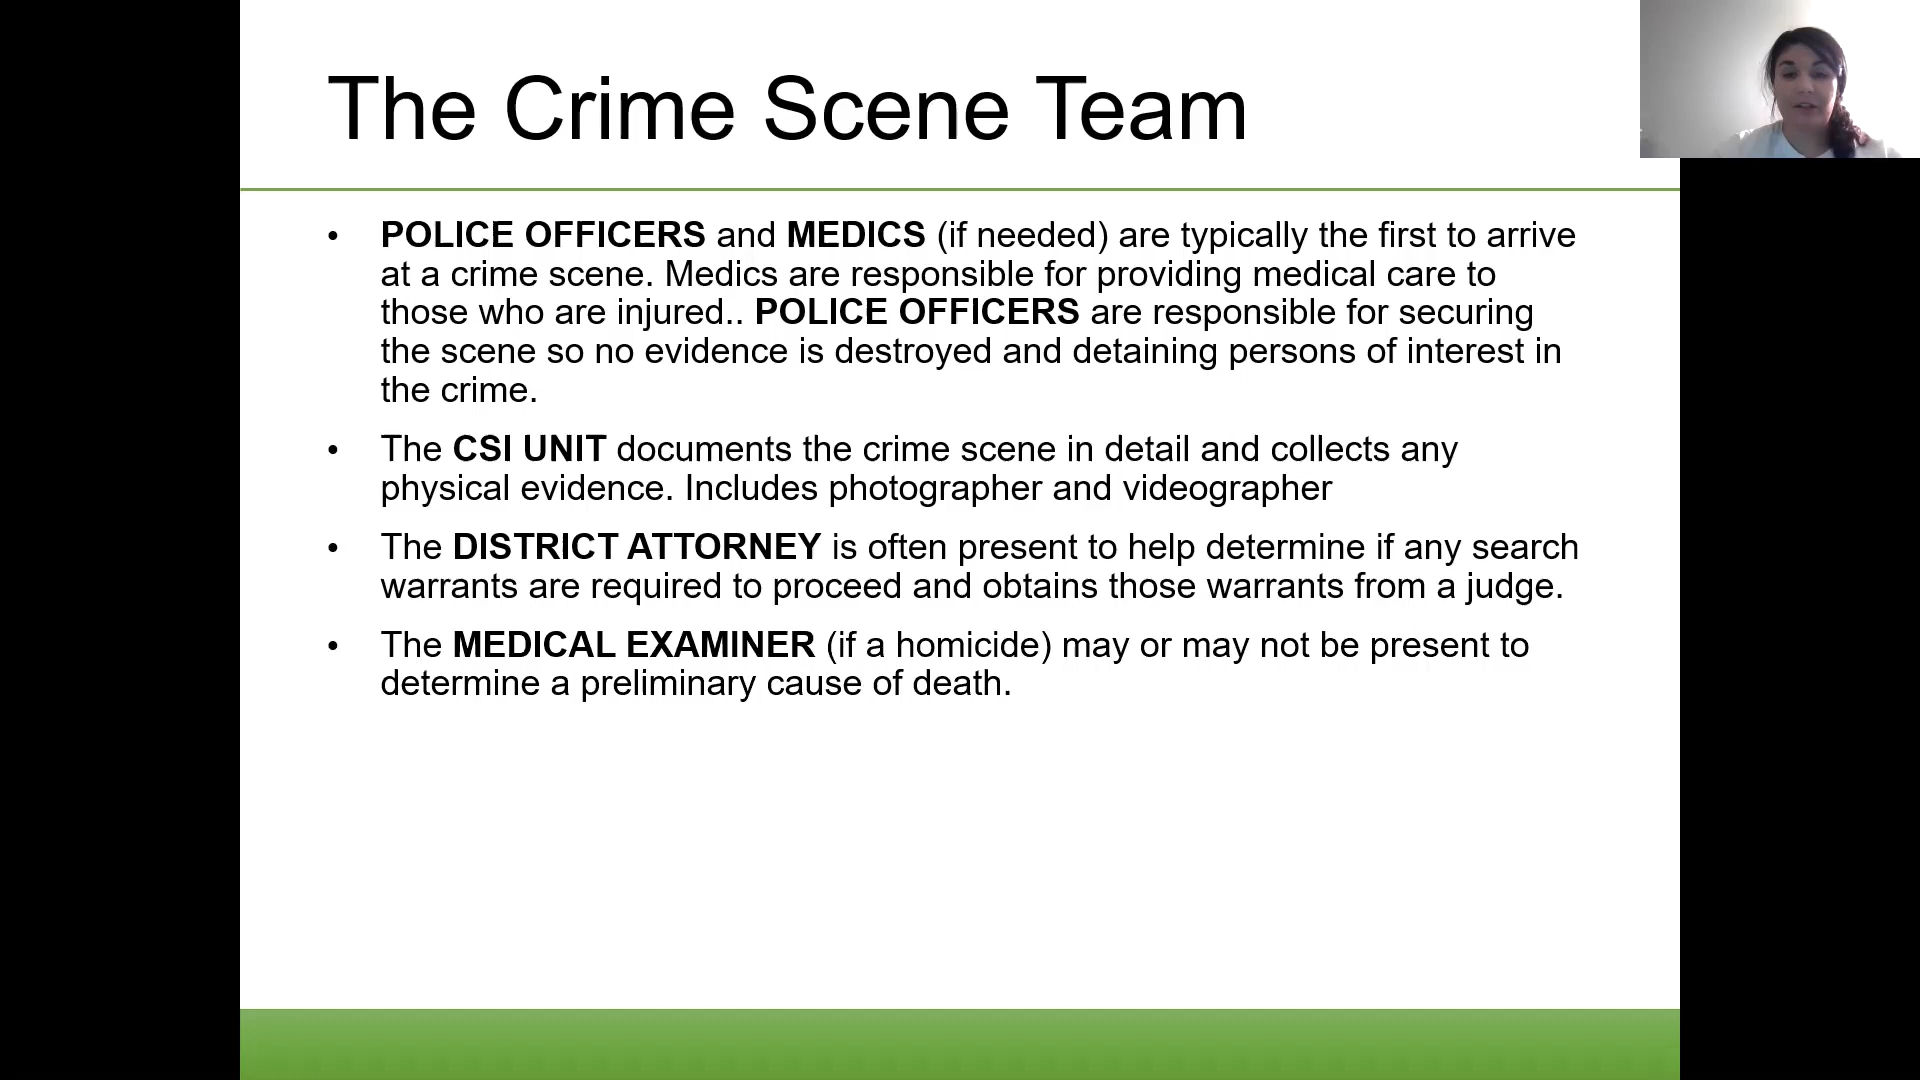 The Crime Scene Team
• POLICE OFFICERS and MEDICS (if needed) are typically the first to arrive
at a crime scene. Medics are responsible for providing medical care to
those who are injured.. POLICE OFFICERS are responsible for securing
the scene so no evidence is destroyed and detaining persons of interest in
the crime.
• The CSI UNIT documents the crime scene in detail and collects any
physical evidence. Includes photographer and videographer
• The DISTRICT ATTORNEY is often present to help determine if any search
warrants are required to proceed and obtains those warrants from a judge.
• The MEDICAL EXAMINER (if a homicide) may or may not be present to
determine a preliminary cause of death.